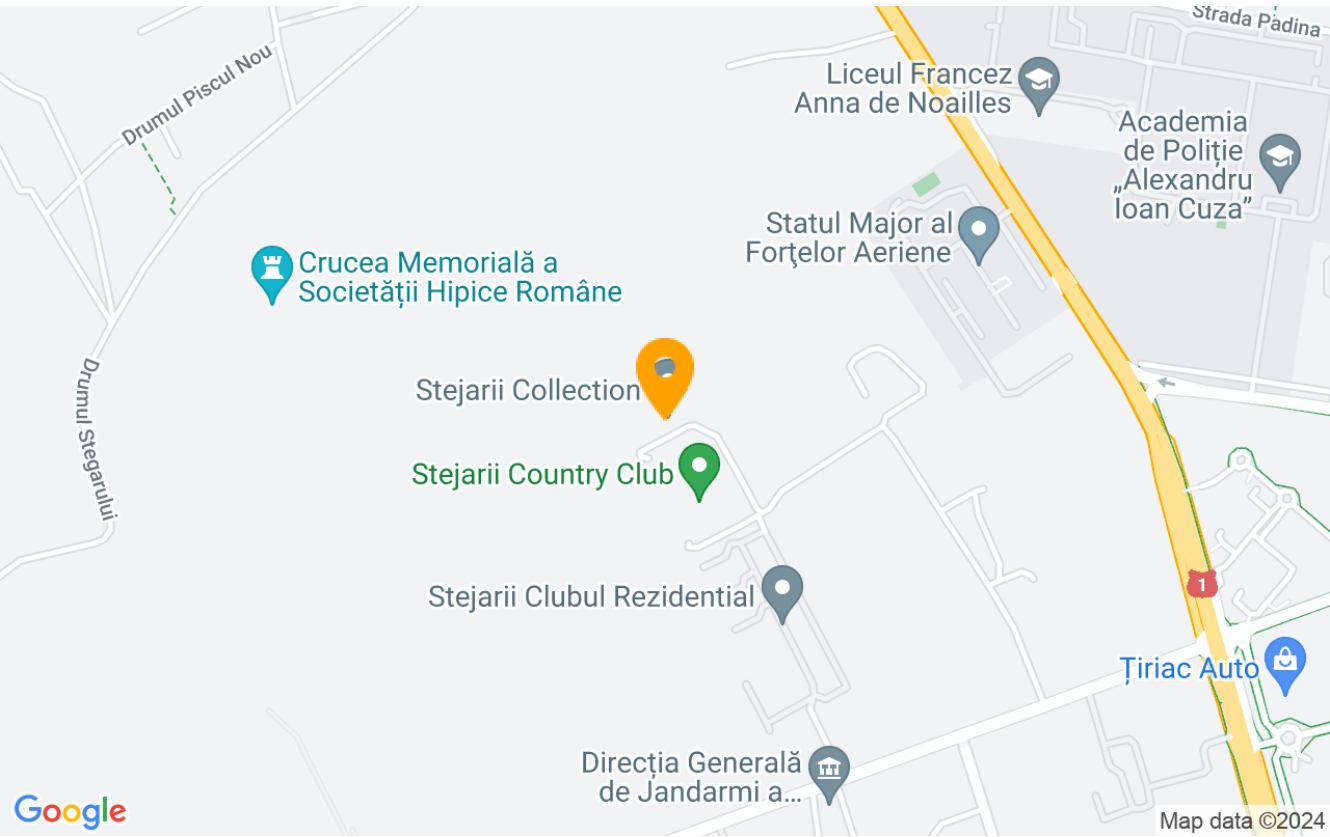 Strada Padina
Drumul Piscul Nou
Liceul Francez
Anna de Noailles
Academia
de Poliție
„Alexandru
Ioan Cuza”
Statul Major al
Forţelor Aeriene
Crucea Memorială a
Societății Hipice Române
Stejarii Collection
Drumul Stegarului
Stejarii Country Club
1
Stejarii Clubul Rezidential
Țiriac Auto
Direcția Generală
de Jandarmi a...
Google
Map data ©2024